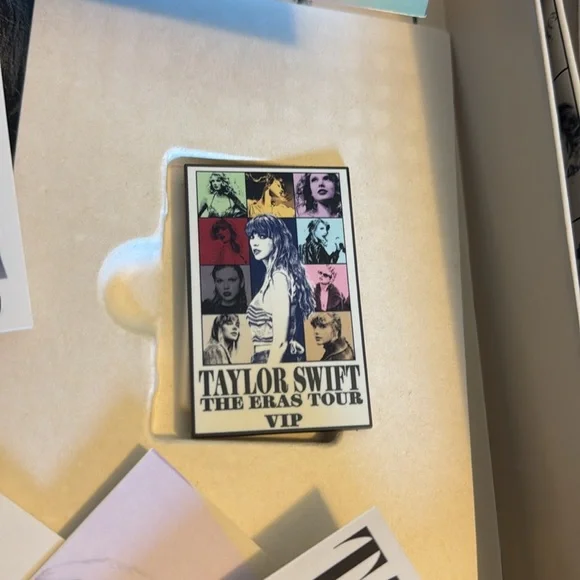 TAYLOR SWIFT
THE ERAS TOUR
VIP